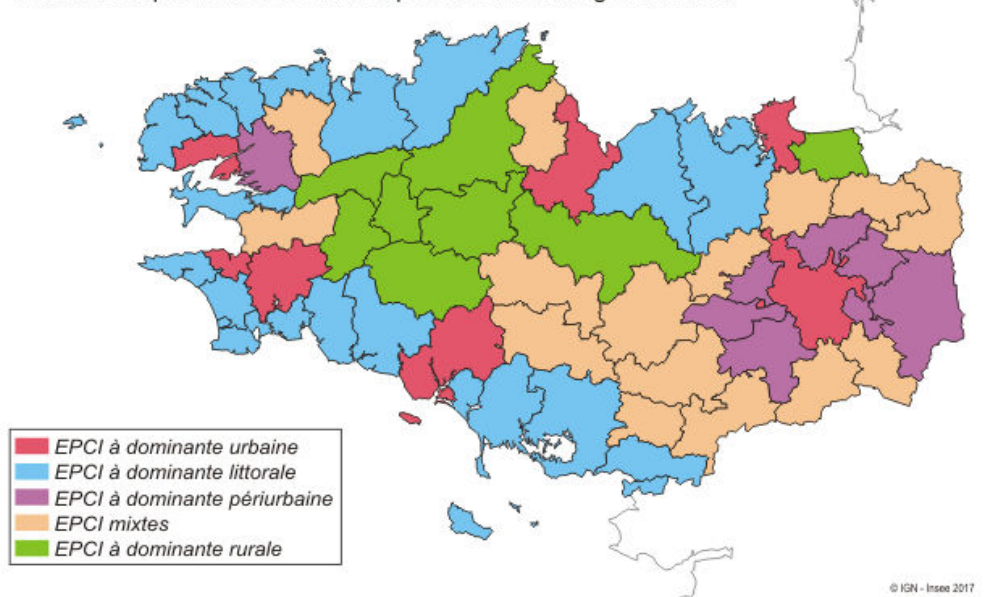 EPCI à dominante urbaine
EPCI à dominante littorale
EPCI à dominante périurbaine
EPCI mixtes
EPCI à dominante rurale
© IGN - Insee 2017